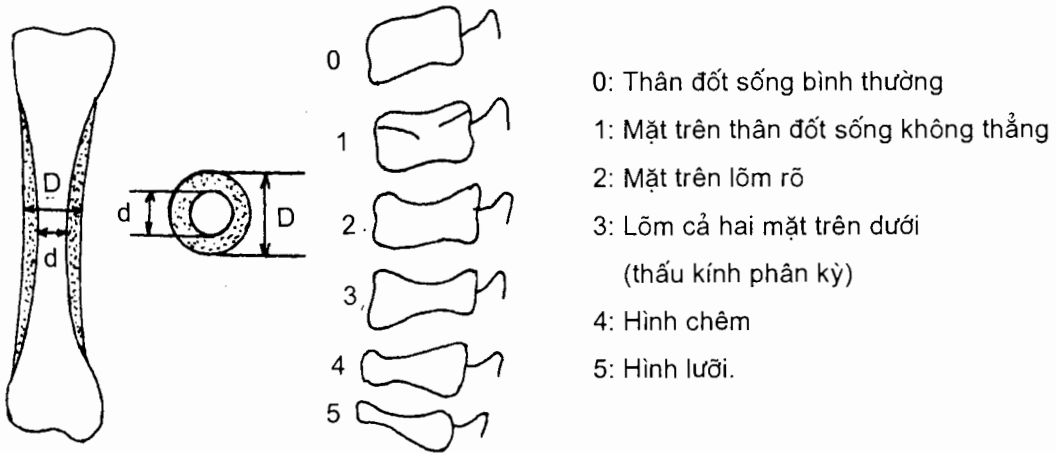 D
d
d
D
0
1
2.
3,
4
5
0: Thân đốt sống bình thường
1: Mặt trên thân đốt sống không thẳng
2: Mặt trên lõm rõ
3: Lõm cả hai mặt trên dưới
(thấu kính phân kỳ)
4: Hình chêm
5: Hình lưỡi.